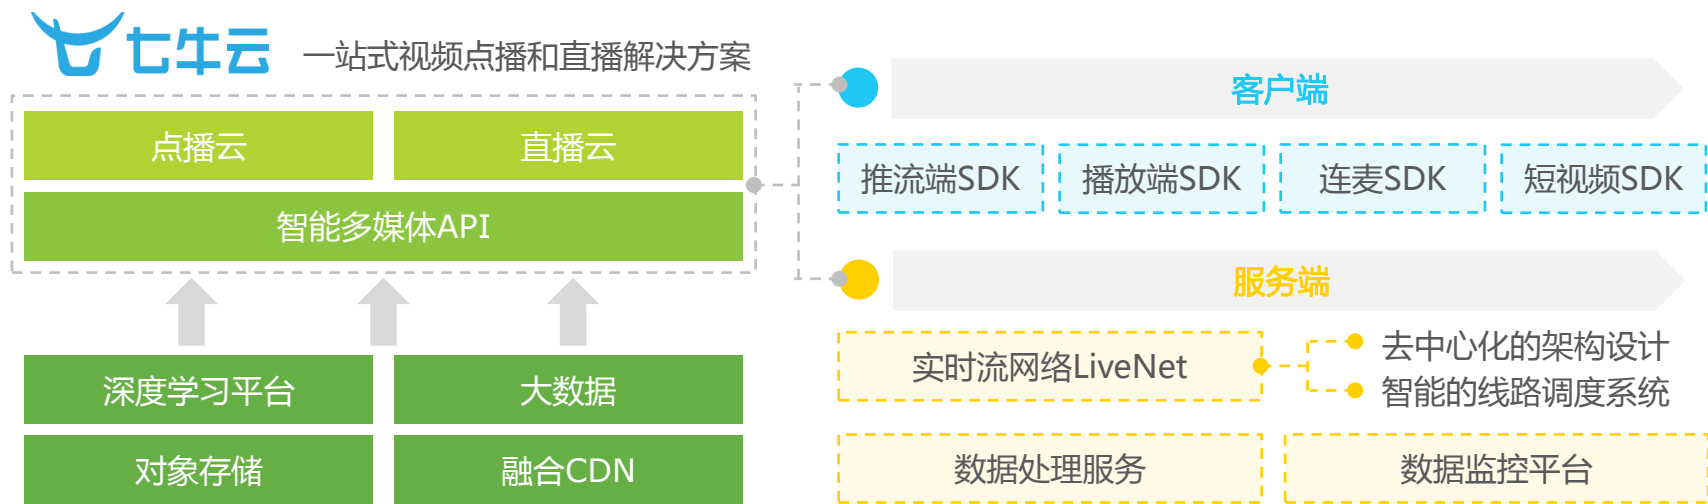 七牛云
一站式视频点播和直播解决方案
点播云
直播云
智能多媒体API
深度学习平台
大数据
对象存储
融合CDN
客户端
推流端SDK
播放端SDK
连麦SDK
短视频SDK
服务端
实时流网络LiveNet
去中心化的架构设计
智能的线路调度系统
数据处理服务
数据监控平台